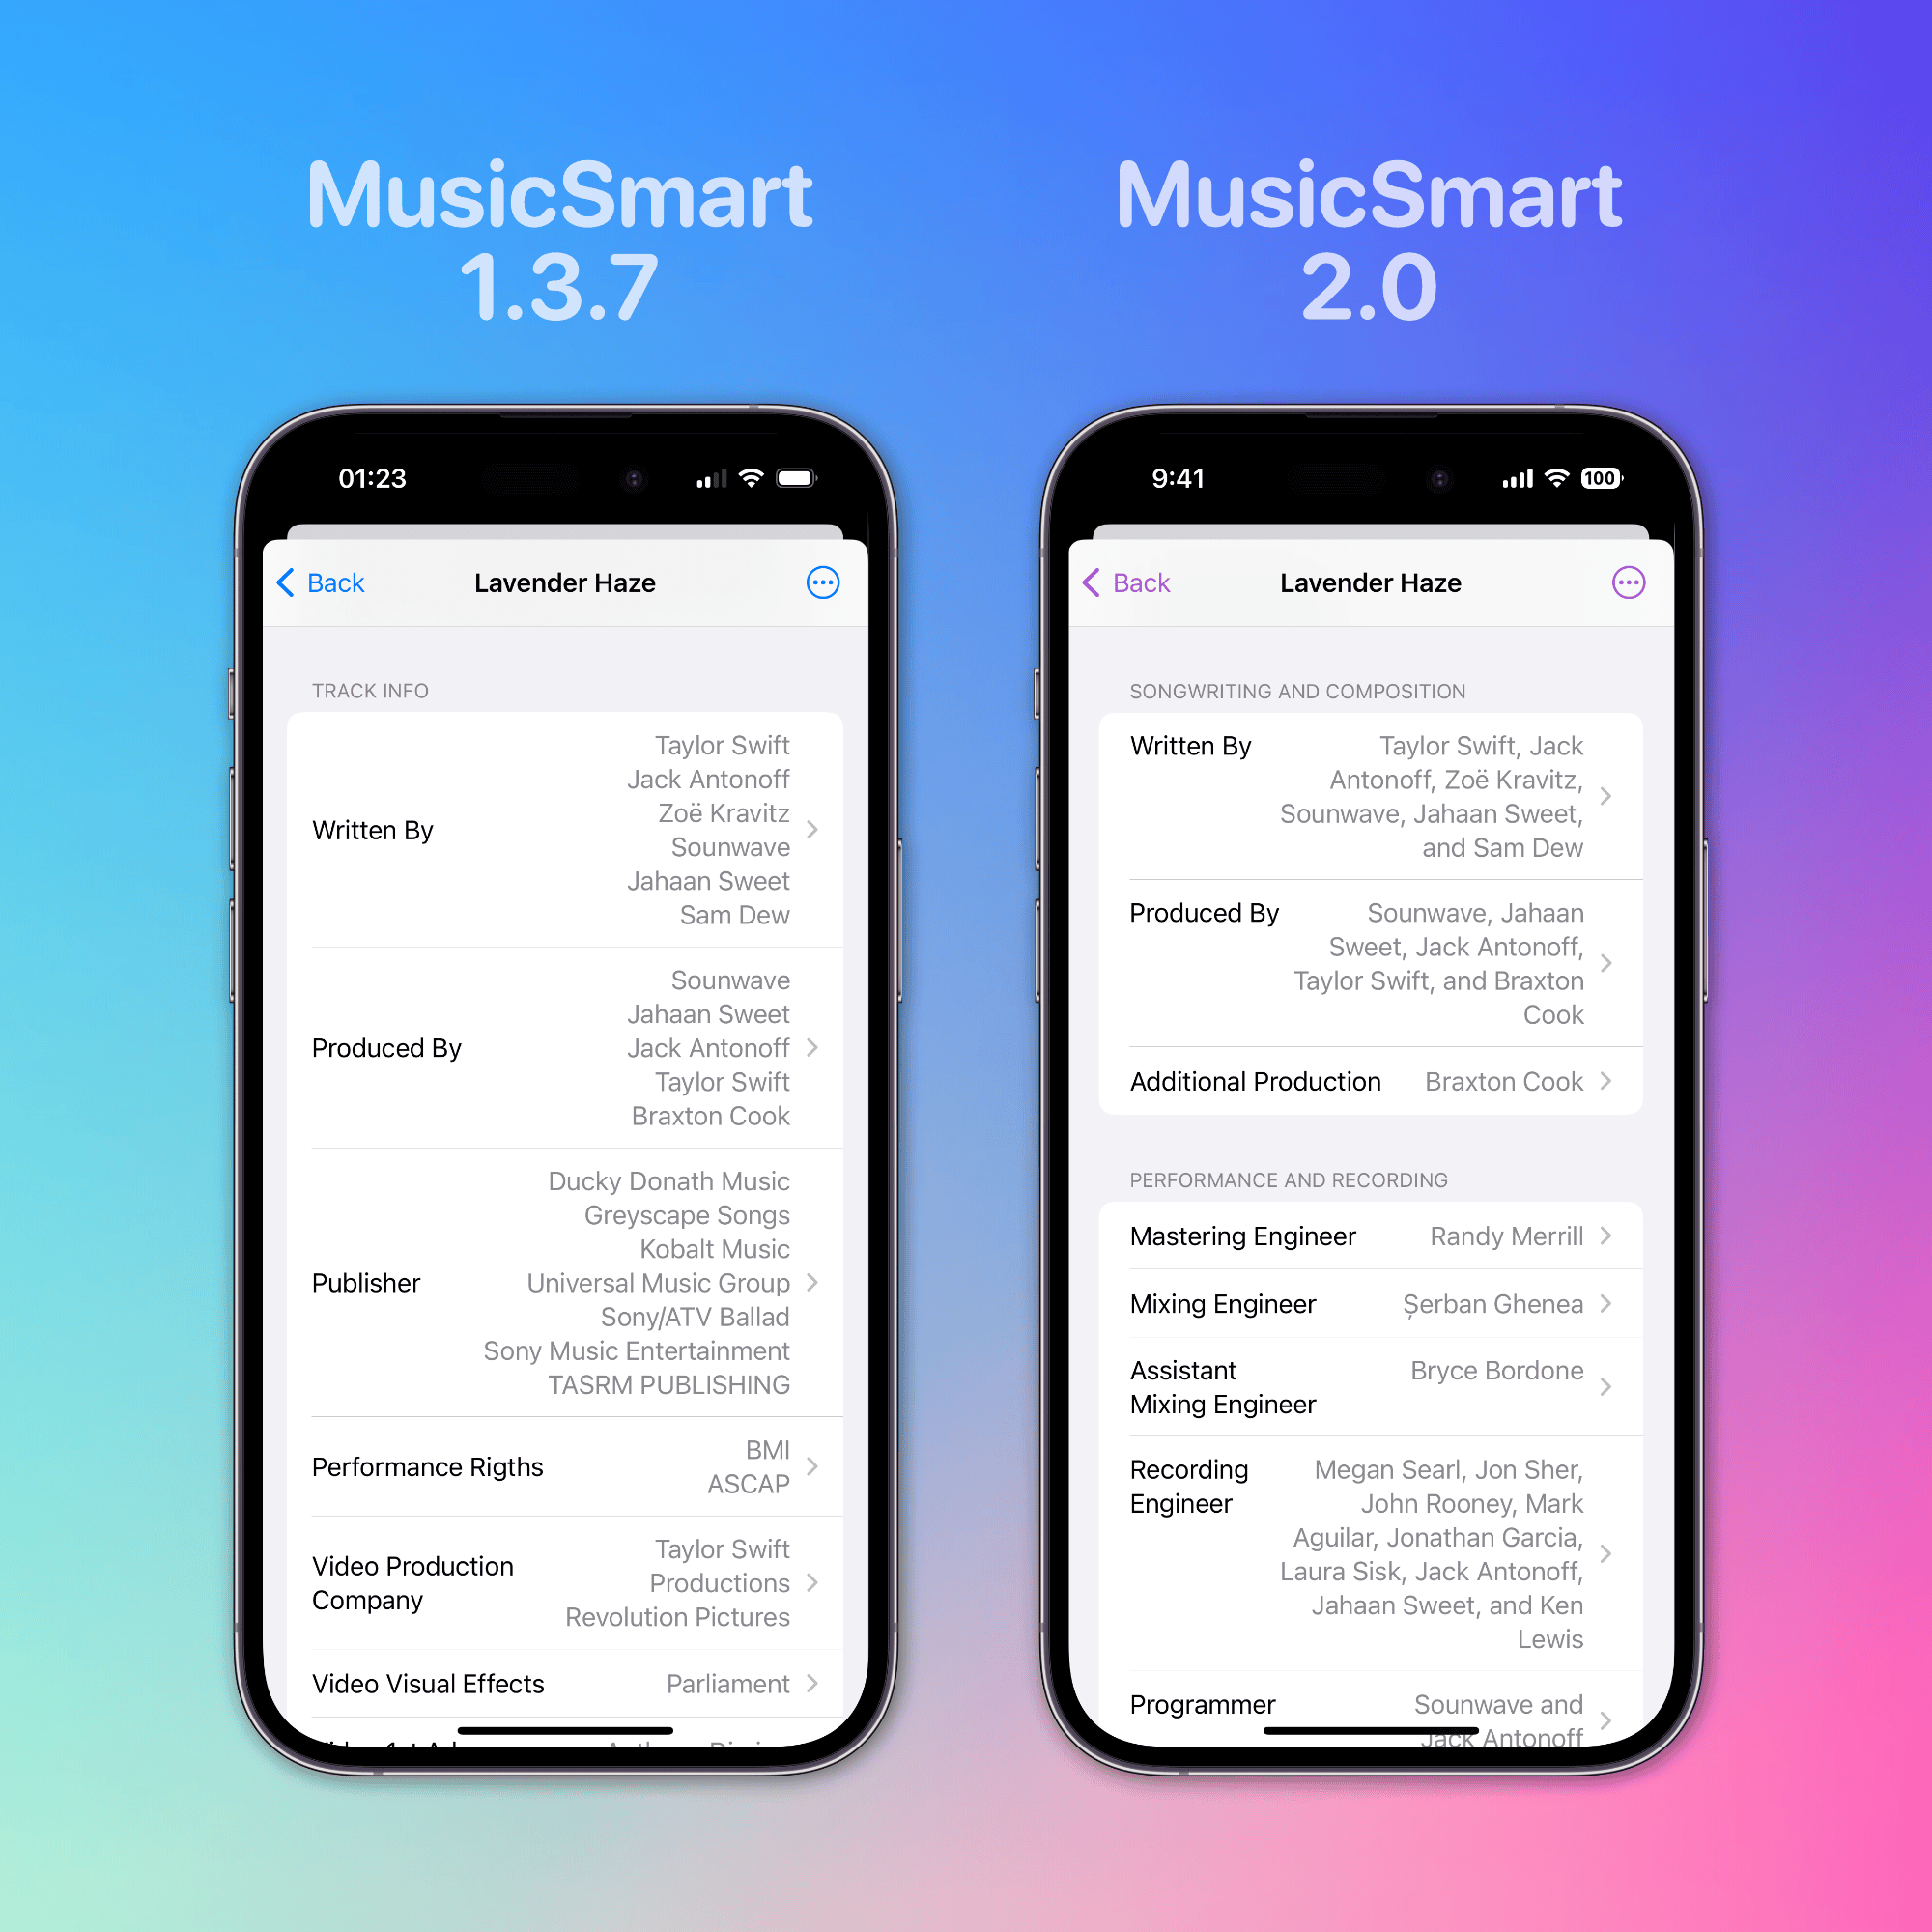 MusicSmart
1.3.7
01:23
Back
Lavender Haze
TRACK INFO
Written By
Taylor Swift
Jack Antonoff
Zoë Kravitz
Sounwave
Jahaan Sweet
Sam Dew
Produced By
Sounwave
Jahaan Sweet
Jack Antonoff
Taylor Swift
Braxton Cook
Publisher
Ducky Donath Music
Greyscape Songs
Kobalt Music
Universal Music Group
Sony/ATV Ballad
Sony Music Entertainment
TASRM PUBLISHING
Performance Rigths
BMI
ASCAP
Video Production
Company
Taylor Swift
Productions
Revolution Pictures
Video Visual Effects
Parliament
MusicSmart
2.0
9:41
100
Back
Lavender Haze
SONGWRITING AND COMPOSITION
Written By
Taylor Swift, Jack
Antonoff, Zoë Kravitz,
Sounwave, Jahaan Sweet,
and Sam Dew
Produced By
Sounwave, Jahaan
Sweet, Jack Antonoff,
Taylor Swift, and Braxton
Cook
Additional Production
Braxton Cook
PERFORMANCE AND RECORDING
Mastering Engineer
Randy Merrill
Mixing Engineer
Șerban Ghenea
Assistant
Mixing Engineer
Bryce Bordone
Recording
Engineer
Megan Searl, Jon Sher,
John Rooney, Mark
Aguilar, Jonathan Garcia,
Laura Sisk, Jack Antonoff,
Jahaan Sweet, and Ken
Lewis
Programmer
Sounwave and
Jack Antonoff